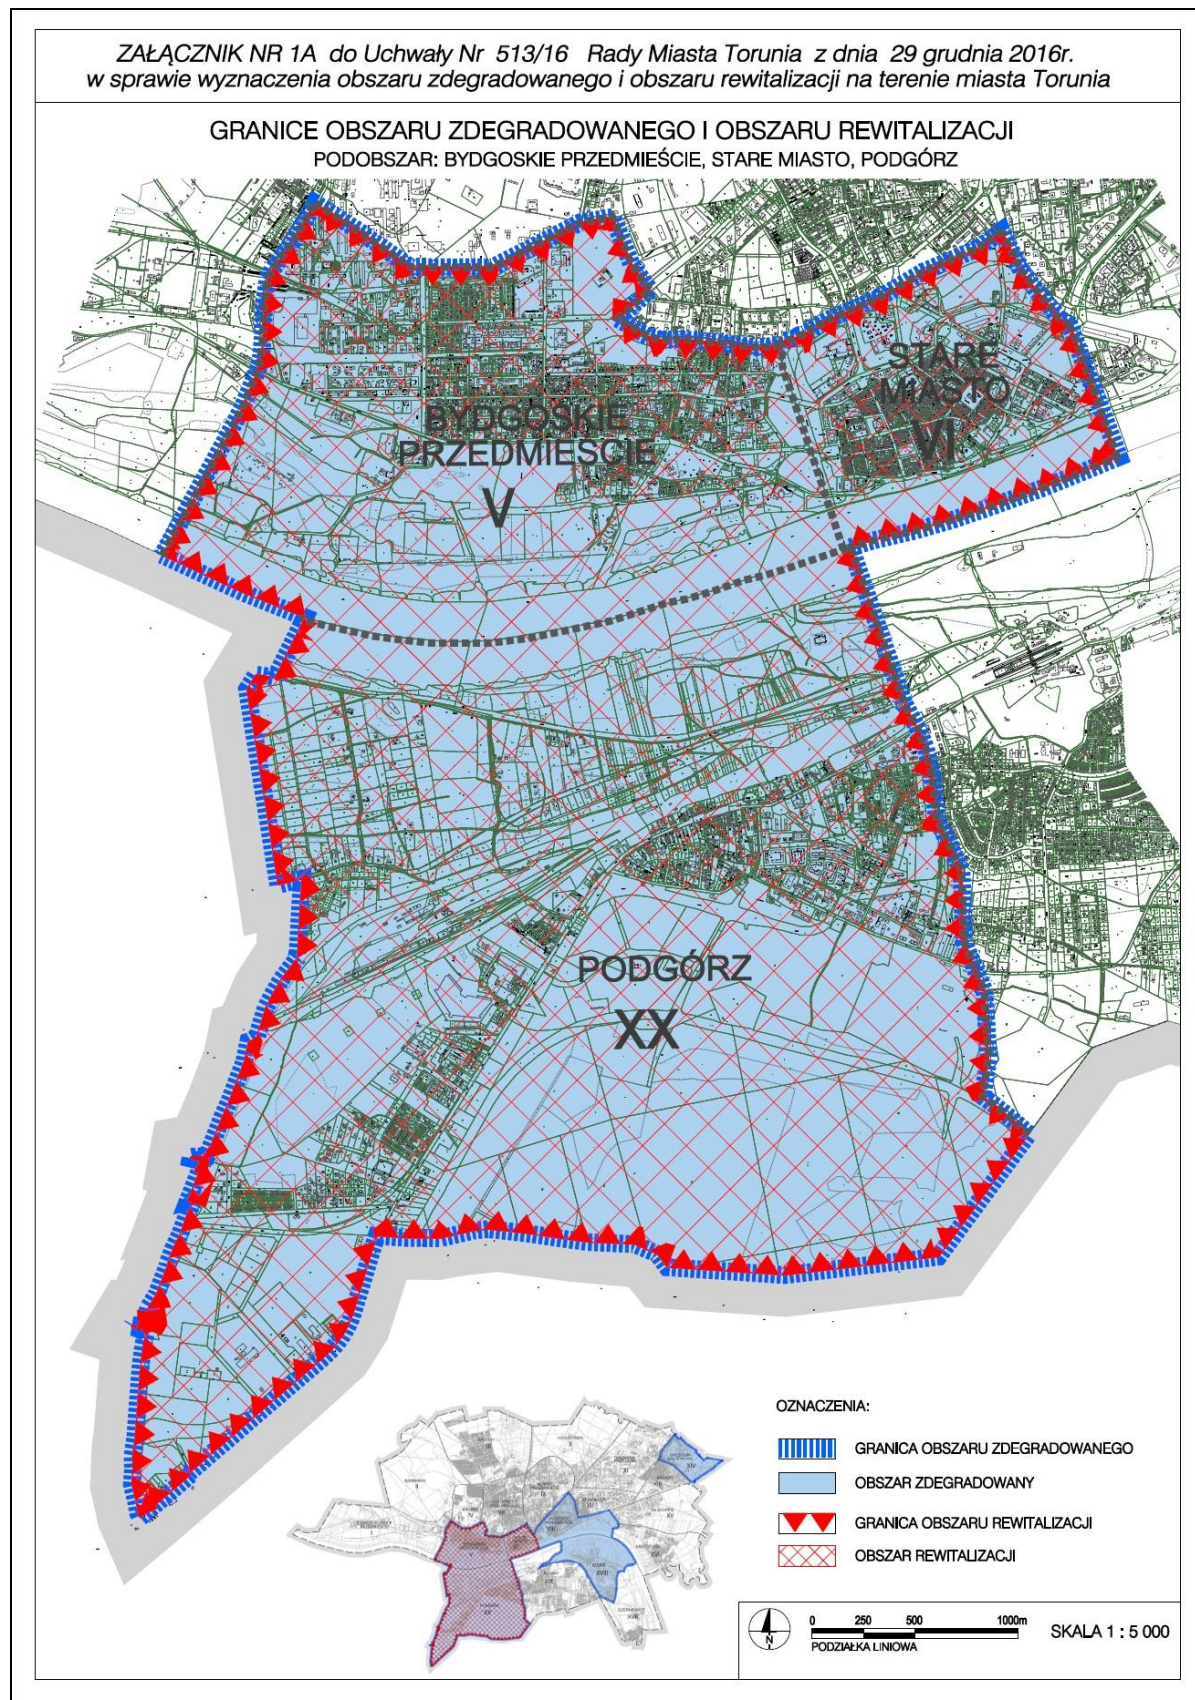 ZAŁĄCZNIK NR 1A do Uchwały Nr 513/16 Rady Miasta Torunia z dnia 29 grudnia 2016r.
w sprawie wyznaczenia obszaru zdegradowanego i obszaru rewitalizacji na terenie miasta Torunia
GRANICE OBSZARU ZDEGRADOWANEGO I OBSZARU REWITALIZACJI
PODOBSZAR: BYDGOSKIE PRZEDMIEŚCIE, STARE MIASTO, PODGÓRZ
STARE
MIASTO
VI
BYDGOSKIE
PRZEDMIEŚCIE
V
PODGÓRZ
XX
OZNACZENIA:
GRANICA OBSZARU ZDEGRADOWANEGO
OBSZAR ZDEGRADOWANY
GRANICA OBSZARU REWITALIZACJI
OBSZAR REWITALIZACJI
N
0 250 500 1000m
PODZIAŁKA LINIOWA
SKALA 1 : 5 000